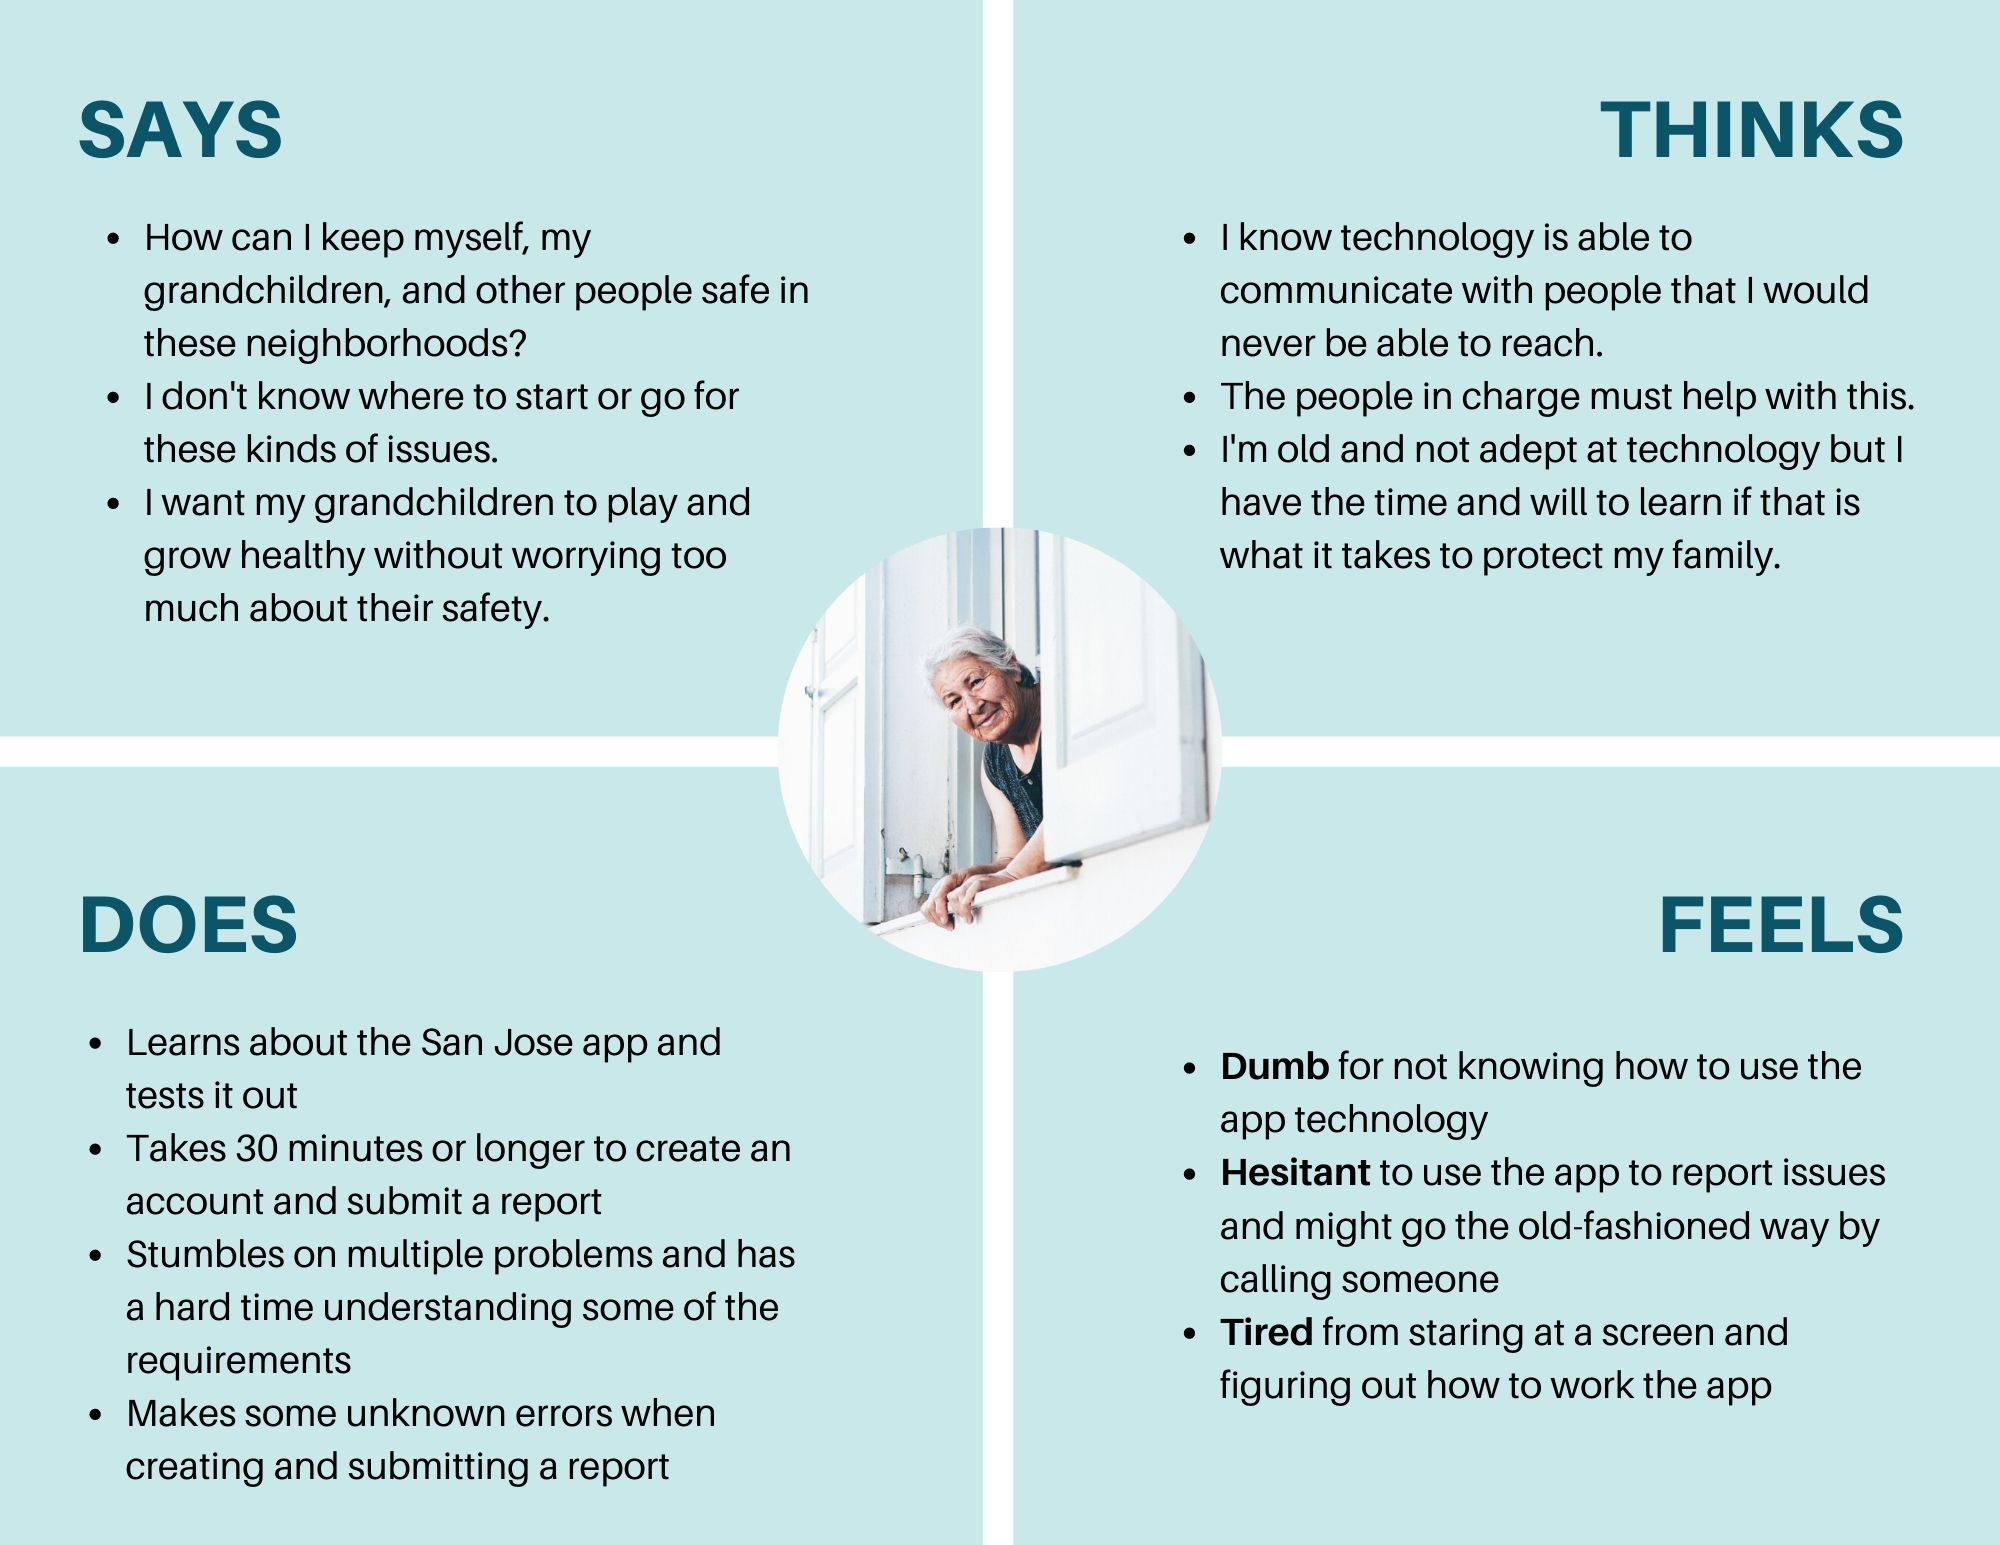 SAYS
• How can I keep myself, my
grandchildren, and other people safe in
these neighborhoods?
• I don't know where to start or go for
these kinds of issues.
• I want my grandchildren to play and
grow healthy without worrying too
much about their safety.
THINKS
• I know technology is able to
communicate with people that I would
never be able to reach.
• The people in charge must help with this.
• I'm old and not adept at technology but I
have the time and will to learn if that is
what it takes to protect my family.
DOES
• Learns about the San Jose app and
tests it out
• Takes 30 minutes or longer to create an
account and submit a report
• Stumbles on multiple problems and has
a hard time understanding some of the
requirements
• Makes some unknown errors when
creating and submitting a report
FEELS
• Dumb for not knowing how to use the
app technology
• Hesitant to use the app to report issues
and might go the old-fashioned way by
calling someone
• Tired from staring at a screen and
figuring out how to work the app